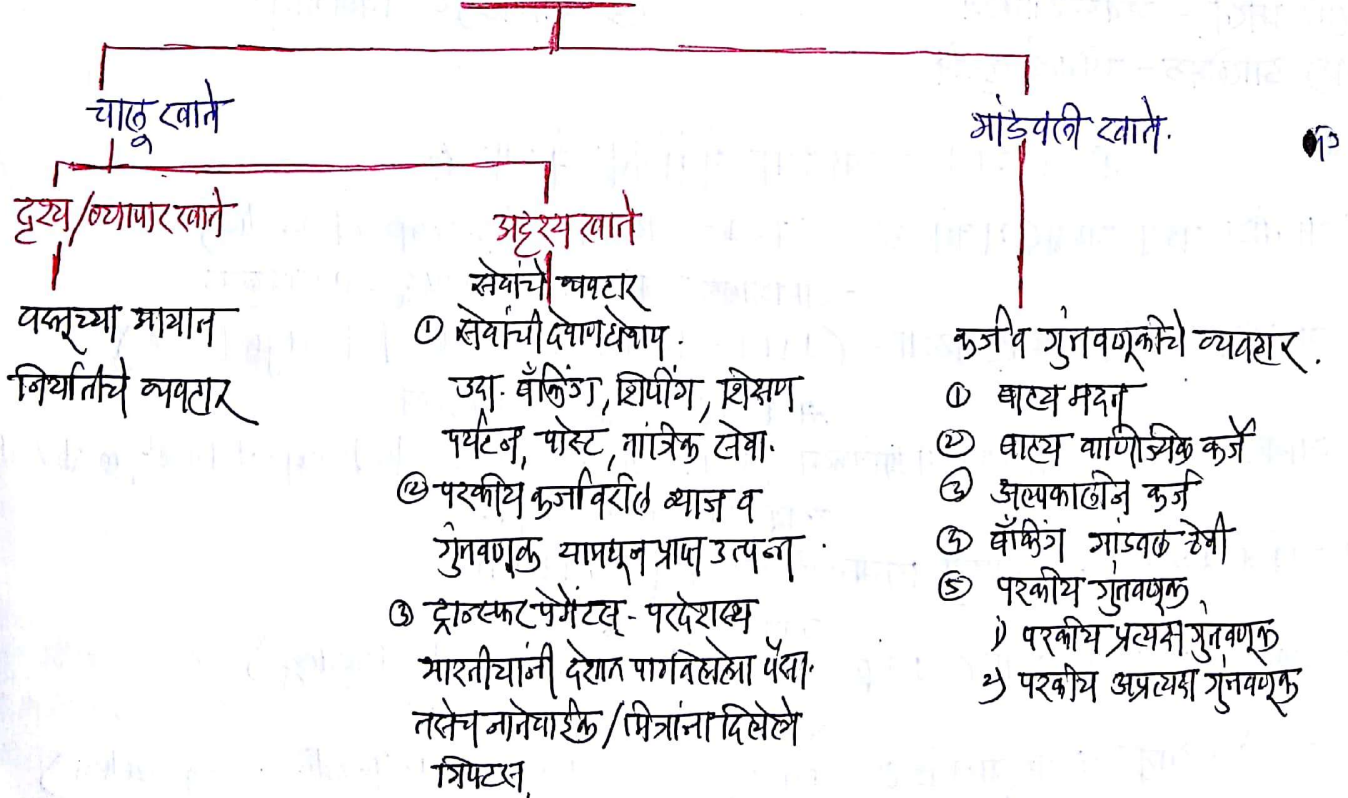 चालू खाते
भांडवली खाते.
दृश्य/व्यापार खाते
अदृश्य खाते
वस्तूच्या आयात
निर्यातीचे व्यवहार
सेवांचे व्यवहार
① सेवांची देवाणघेवाण.
उदा. बँकिंग, शिपींग, शिक्षण
पर्यटन, पोस्ट, तांत्रिक सेवा.
② परकीय कर्जावरील व्याज व
गुंतवणूक यामधून प्राप्त उत्पन्न.
③ ट्रान्स्फर पेमेंटस् - परदेशस्थ
भारतीयांनी देशात पाठविलेला पैसा.
तसेच नातेवाईक/मित्रांना दिलेले
गिफ्टस्.
कर्ज व गुंतवणूकीचे व्यवहार.
① बाह्य मदत
② बाह्य वाणिज्यिक कर्जे
③ अल्पकालीन कर्ज
④ बँकिंग भांडवल ठेवी
⑤ परकीय गुंतवणूक
1) परकीय प्रत्यक्ष गुंतवणूक
2) परकीय अप्रत्यक्ष गुंतवणूक